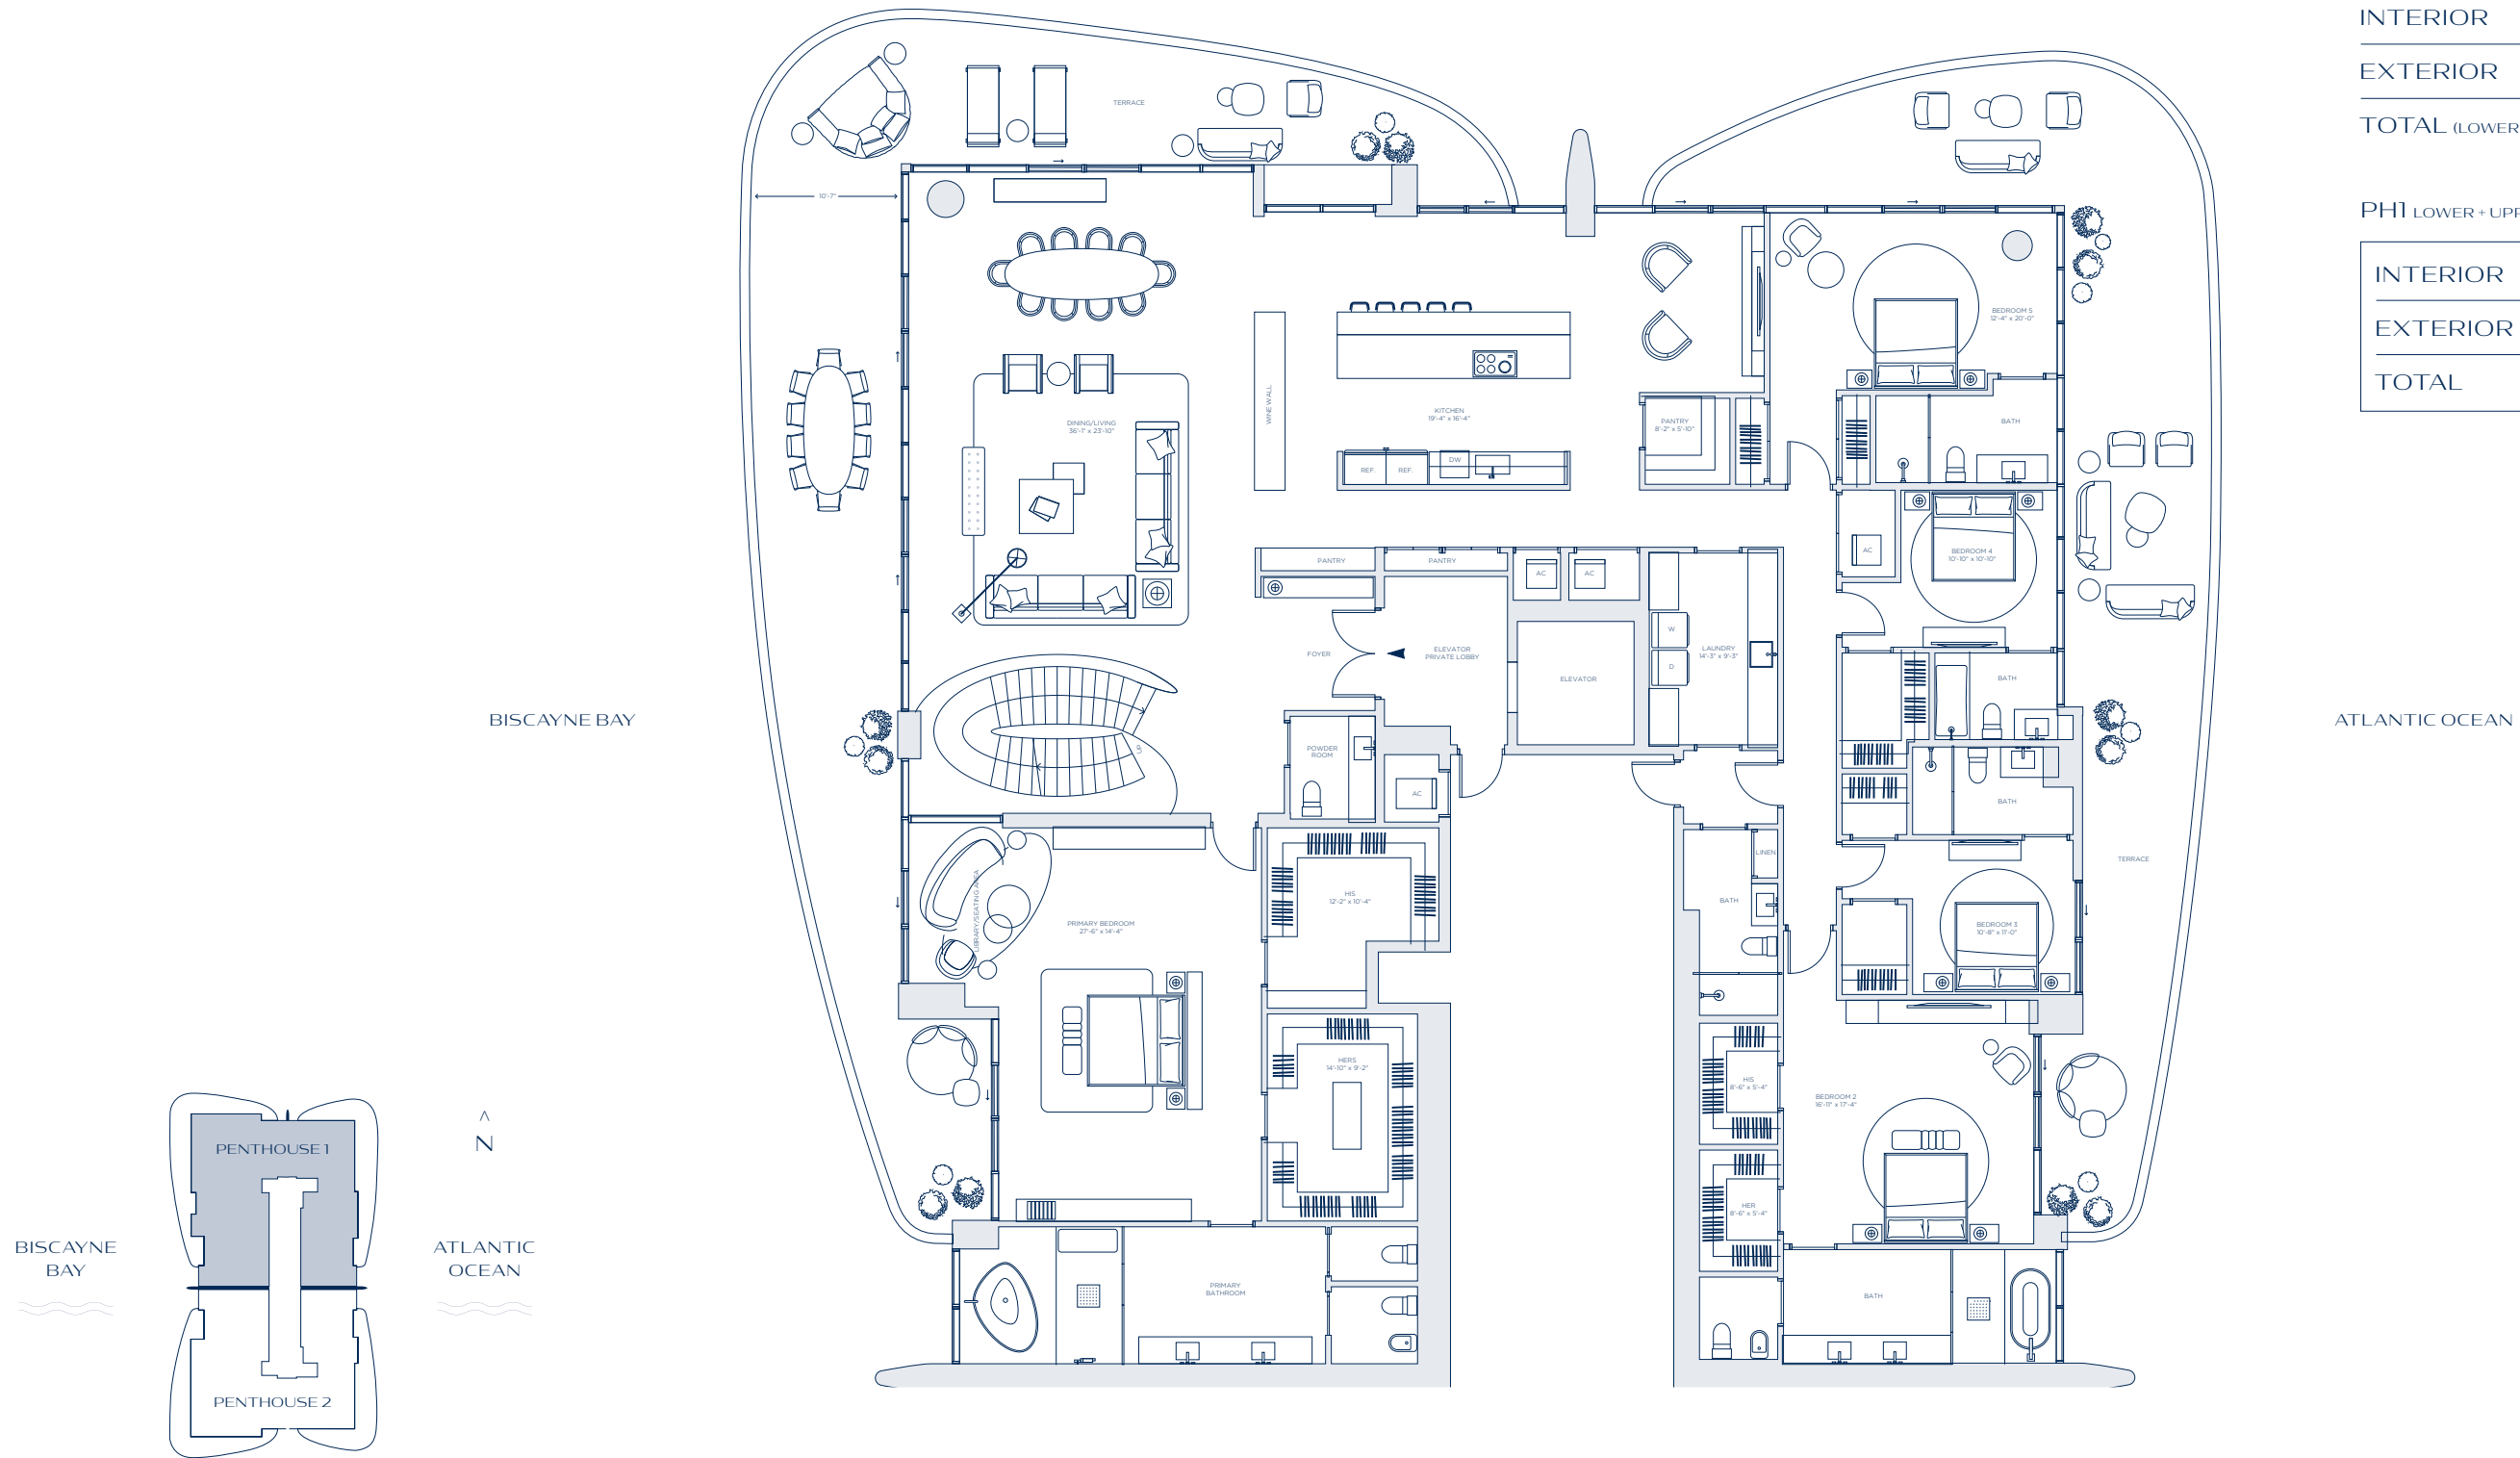 INTERIOR
EXTERIOR
TOTAL (LOWER
PH1 LOWER + UPP
INTERIOR
EXTERIOR
TOTAL
TERRACE
10'-7"
BEDROOM 5
12'-4" x 20'-0"
WINE WALL
KITCHEN
19'-4" x 16'-4"
PANTRY
8'-2" x 5'-10"
BATH
DINING/LIVING
36'-1" x 23'-10"
REF.
REF.
DW
AC
BEDROOM 4
10'-10" x 10'-10"
PANTRY
PANTRY
AC
AC
W
D
LAUNDRY
14'-3" x 9'-3"
FOYER
ELEVATOR
PRIVATE LOBBY
ELEVATOR
BATH
BISCAYNE BAY
ATLANTIC OCEAN
UP
POWDER
ROOM
AC
BATH
LINEN
TERRACE
LIBRARY/SEATING AREA
PRIMARY BEDROOM
27'-6" x 14'-4"
HIS
12'-2" x 10'-4"
BATH
BEDROOM 3
10'-8" x 11'-0"
HERS
14'-10" x 9'-2"
HIS
8'-6" x 5'-4"
BEDROOM 2
16'-11" x 17'-4"
HER
8'-6" x 5'-4"
PRIMARY
BATHROOM
BATH
PENTHOUSE 1
N
BISCAYNE
BAY
ATLANTIC
OCEAN
PENTHOUSE 2